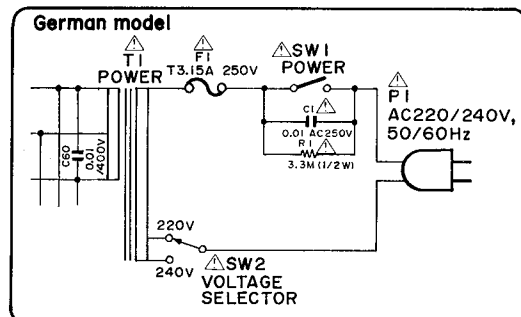 German model
T1
POWER
F1
T3.15A 250V
SW1
POWER
C1
0.01 AC250V
R1
3.3M (1/2W)
P1
AC220/240V,
50/60Hz
C60
0.01
/400V
220V
240V
SW2
VOLTAGE
SELECTOR